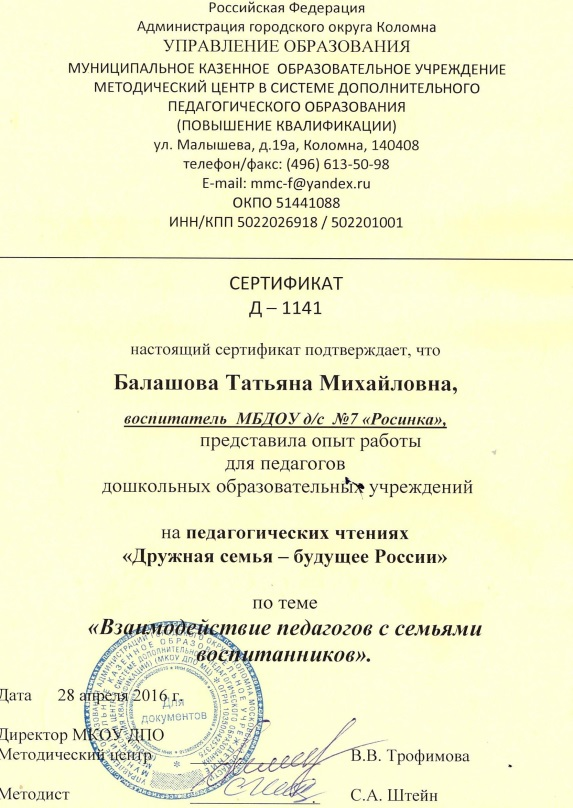 Российская Федерация
Администрация городского округа Коломна
УПРАВЛЕНИЕ ОБРАЗОВАНИЯ
МУНИЦИПАЛЬНОЕ КАЗЕННОЕ ОБРАЗОВАТЕЛЬНОЕ УЧРЕЖДЕНИЕ
МЕТОДИЧЕСКИЙ ЦЕНТР В СИСТЕМЕ ДОПОЛНИТЕЛЬНОГО
ПЕДАГОГИЧЕСКОГО ОБРАЗОВАНИЯ
(ПОВЫШЕНИЕ КВАЛИФИКАЦИИ)
ул. Малышева, д.19а, Коломна, 140408
телефон/факс: (496) 613-50-98
E-mail: mmc-f@yandex.ru
ОКПО 51441088
ИНН/КПП 5022026918 / 502201001
СЕРТИФИКАТ
Д – 1141
настоящий сертификат подтверждает, что
Балашова Татьяна Михайловна,
воспитатель МБДОУ д/с №7 «Росинка»,
представила опыт работы
для педагогов
дошкольных образовательных учреждений
на педагогических чтениях
«Дружная семья – будущее России»
по теме
«Взаимодействие педагогов с семьями
воспитанников».
Для
документов
Дата 28 апреля 2016 г.
Директор МКОУ ДПО
Методический центр В.В. Трофимова
Методист С.А. Штейн